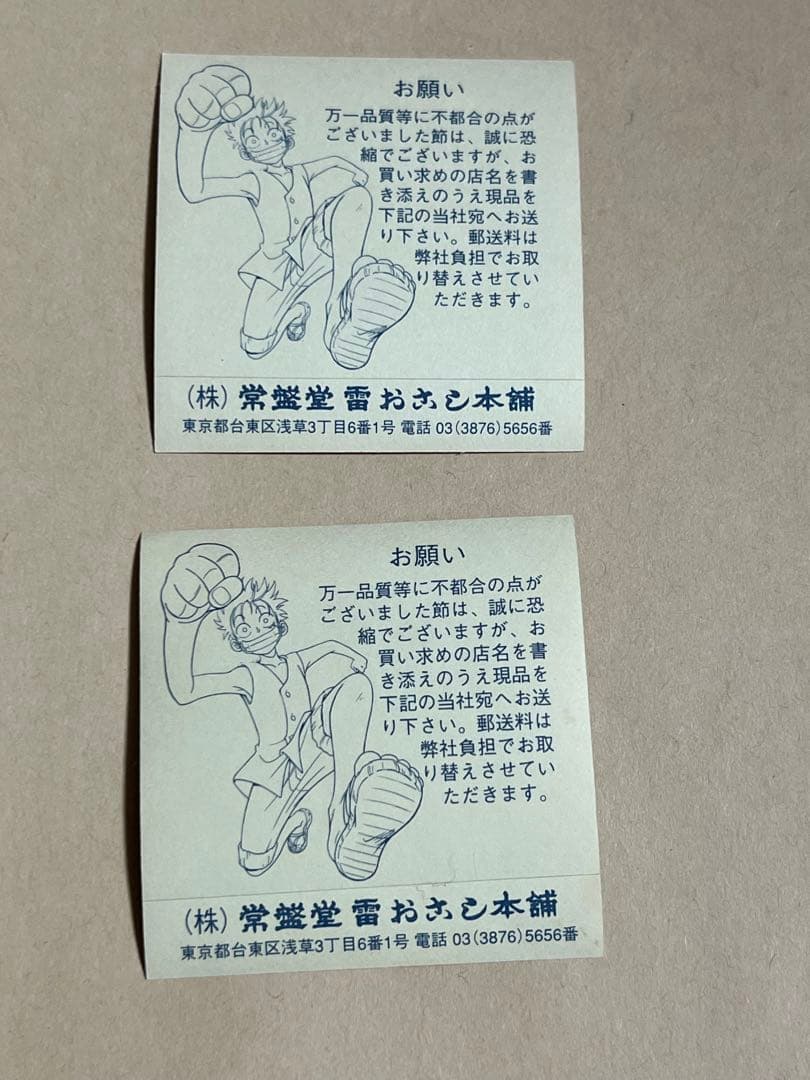 お願い
万一品質等に不都合の点が
ございました節は、誠に恐
縮でございますが、お
買い求めの店名を書
き添えのうえ現品を
下記の当社宛へお送
り下さい。郵送料は
弊社負担でお取
り替えさせてい
ただきます。
(株) 常盤堂 雷おこし本舗
東京都台東区浅草3丁目6番1号 電話 03(3876)5656番
お願い
万一品質等に不都合の点が
ございました節は、誠に恐
縮でございますが、お
買い求めの店名を書
き添えのうえ現品を
下記の当社宛へお送
り下さい。郵送料は
弊社負担でお取
り替えさせてい
ただきます。
(株) 常盤堂 雷おこし本舗
東京都台東区浅草3丁目6番1号 電話 03(3876)5656番